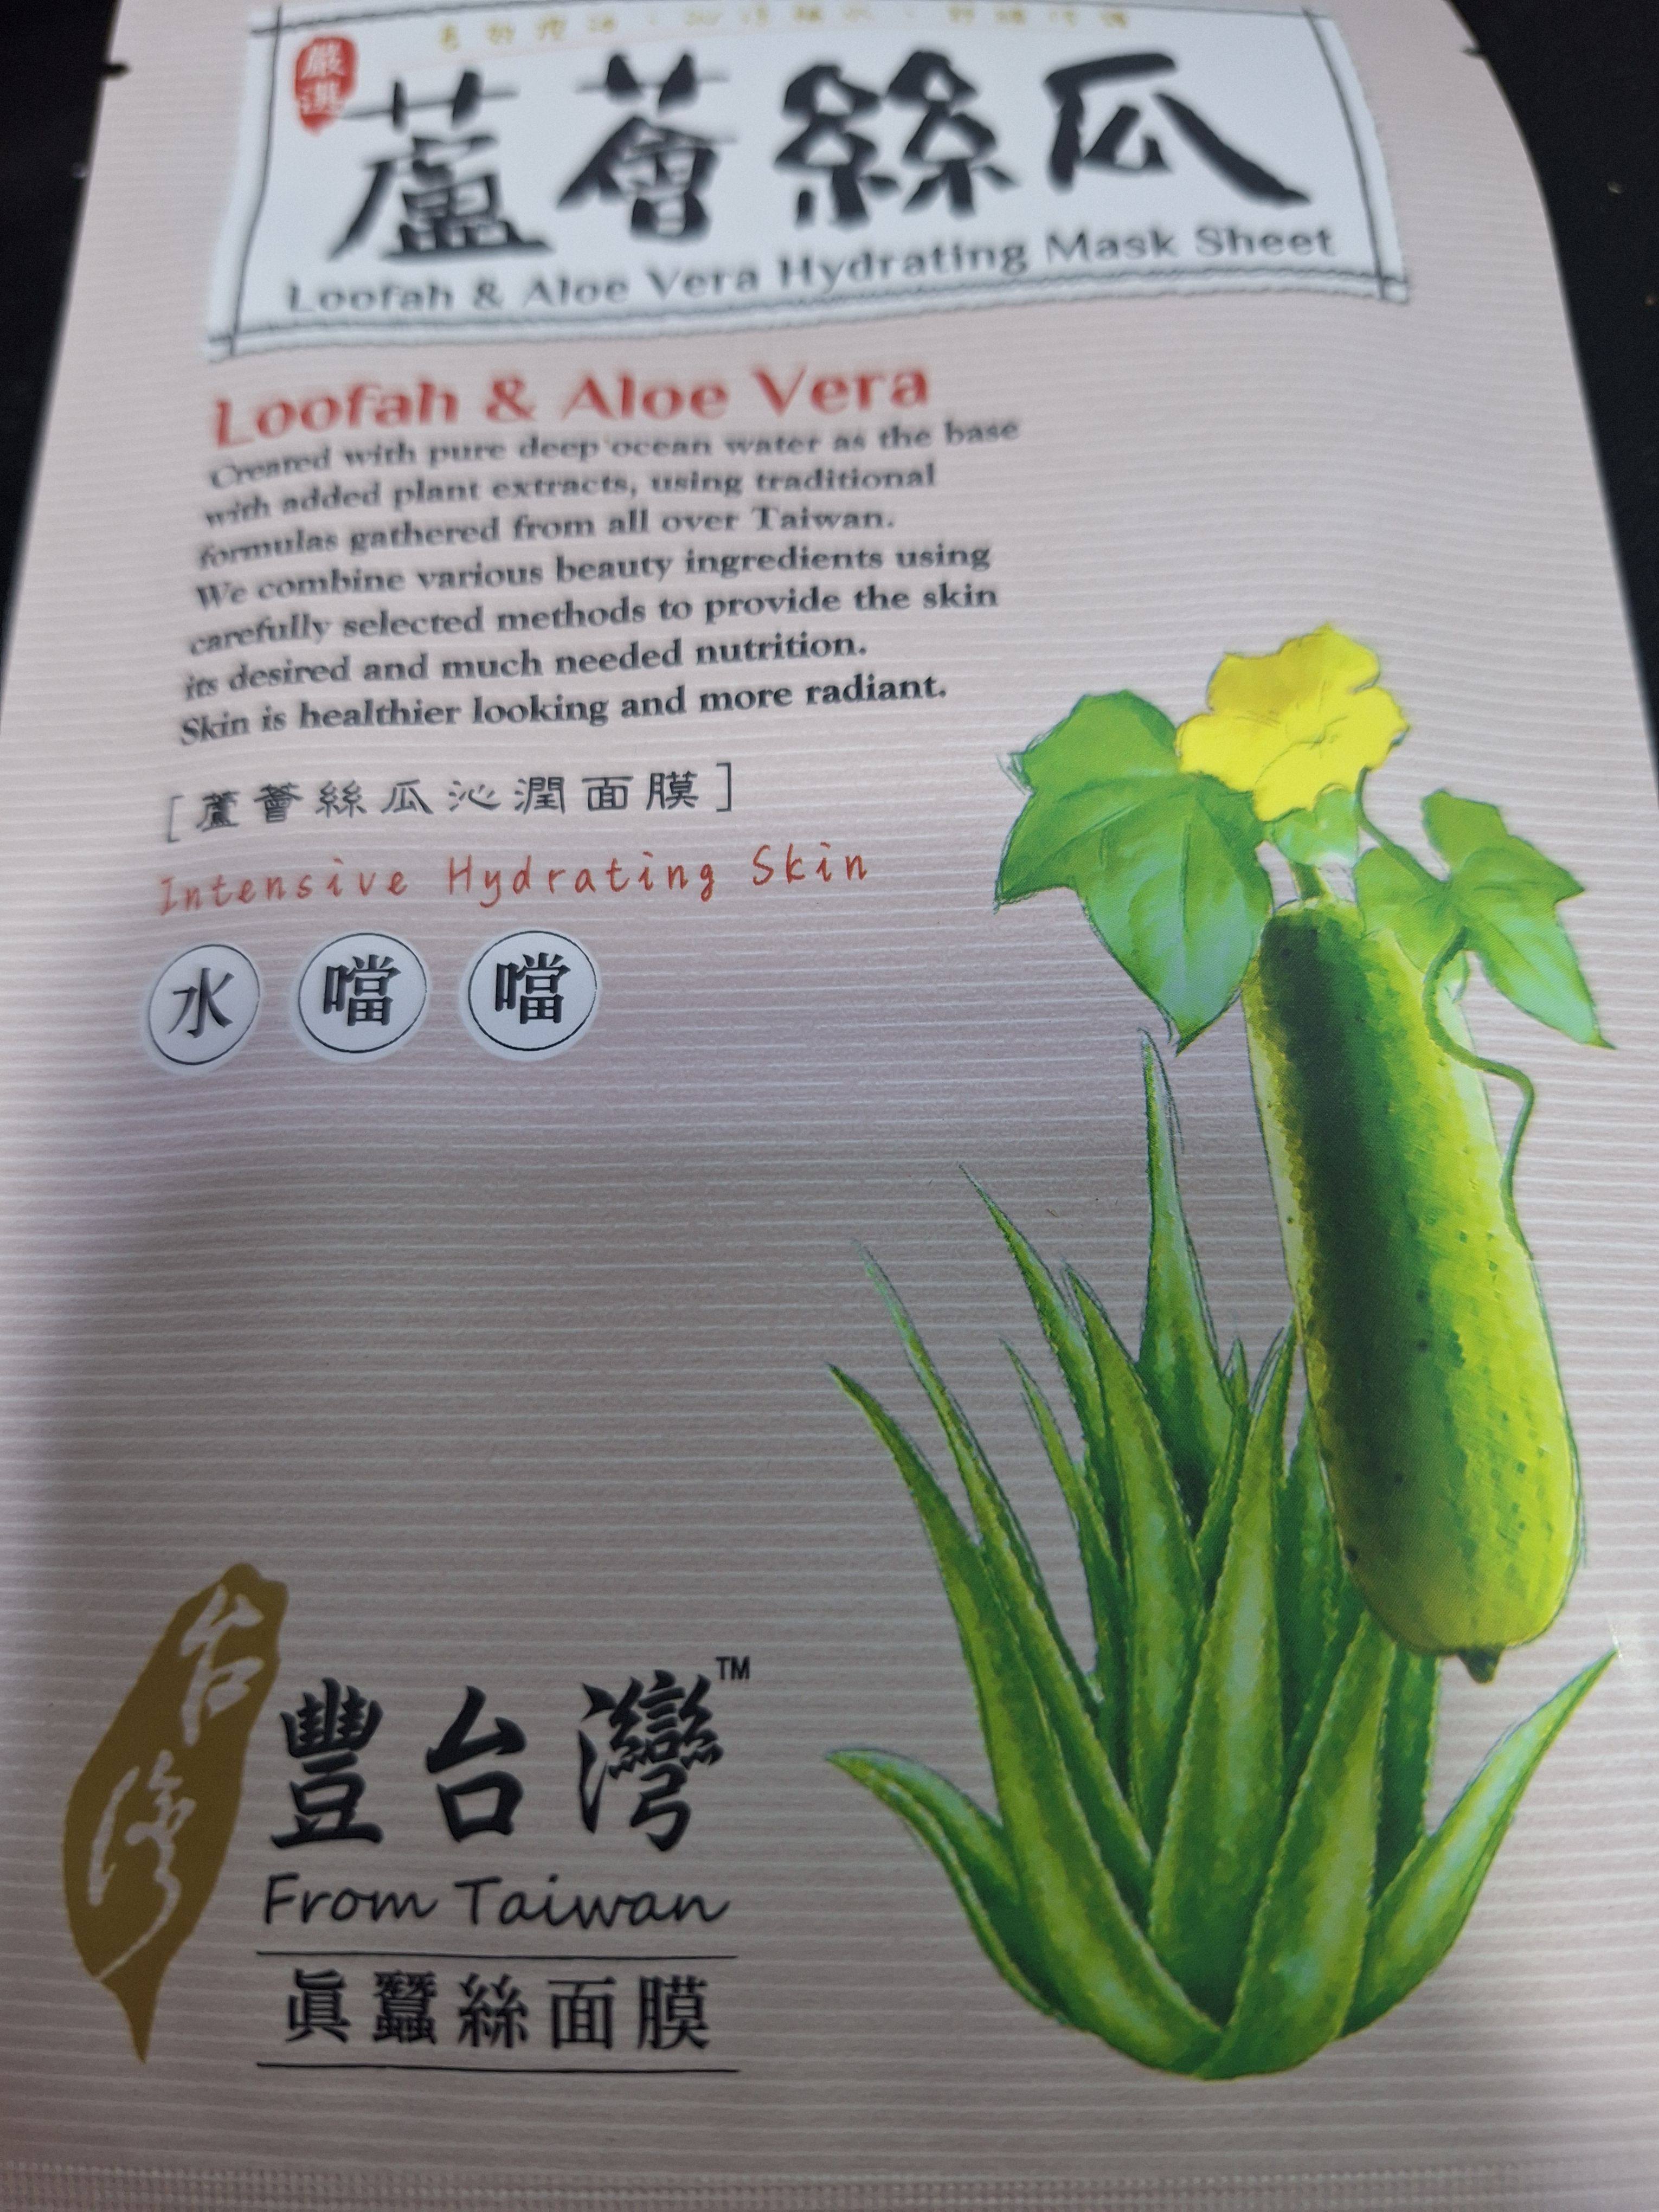 嚴選
蘆薈絲瓜
Loofah & Aloe Vera Hydrating Mask Sheet
Loofah & Aloe Vera
Created with pure deep ocean water as the base
with added plant extracts, using traditional
formulas gathered from all over Taiwan.
We combine various beauty ingredients using
carefully selected methods to provide the skin
its desired and much needed nutrition.
Skin is healthier looking and more radiant.
[蘆薈絲瓜沁潤面膜]
Intensive Hydrating Skin
水 噹 噹
台灣
豐台灣™
From Taiwan
眞蠶絲面膜